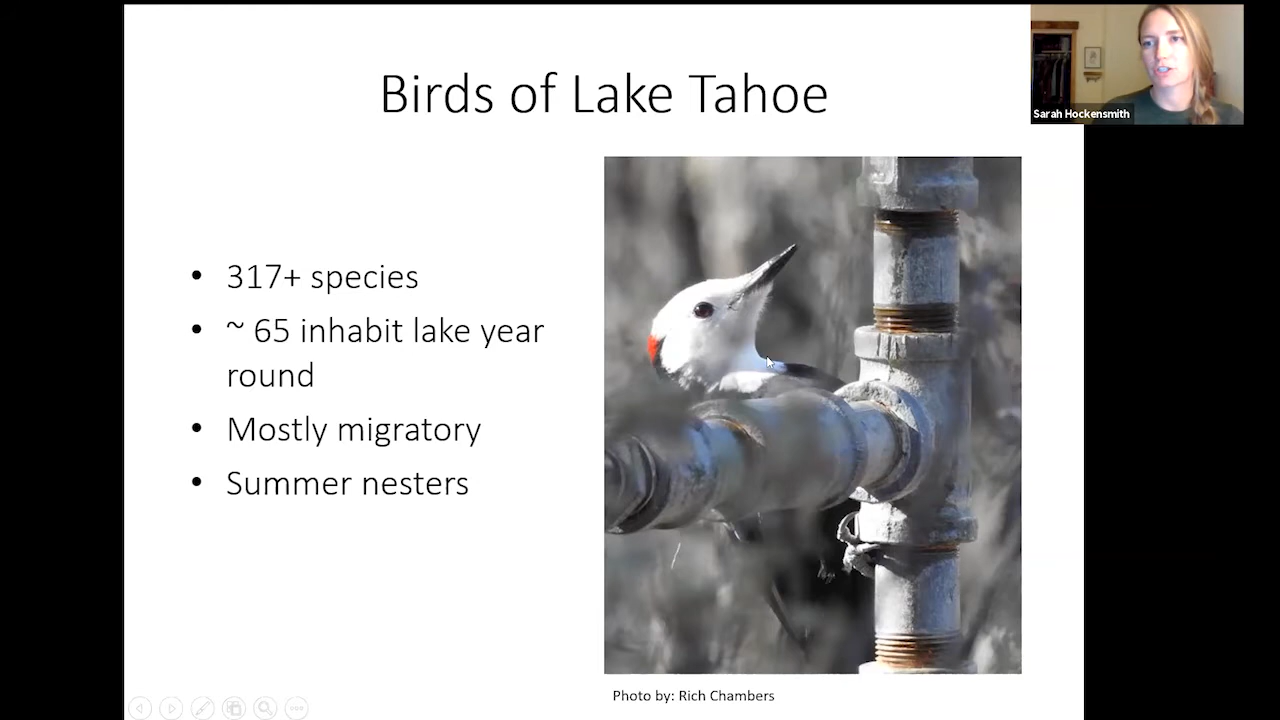 Birds of Lake Tahoe
Sarah Hockensmith
• 317+ species
• ~ 65 inhabit lake year
round
• Mostly migratory
• Summer nesters
Photo by: Rich Chambers